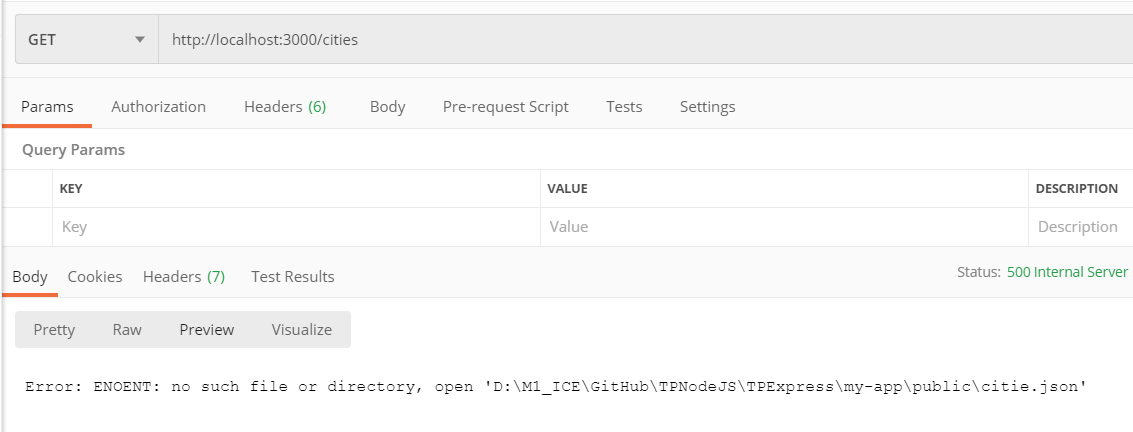 GET http://localhost:3000/cities
Params Authorization Headers (6) Body Pre-request Script Tests Settings
Query Params
KEY VALUE DESCRIPTION
Key Value Description
Body Cookies Headers (7) Test Results Status: 500 Internal Server
Pretty Raw Preview Visualize
Error: ENOENT: no such file or directory, open 'D:\M1_ICE\GitHub\TPNodeJS\TPExpress\my-app\public\citie.json'